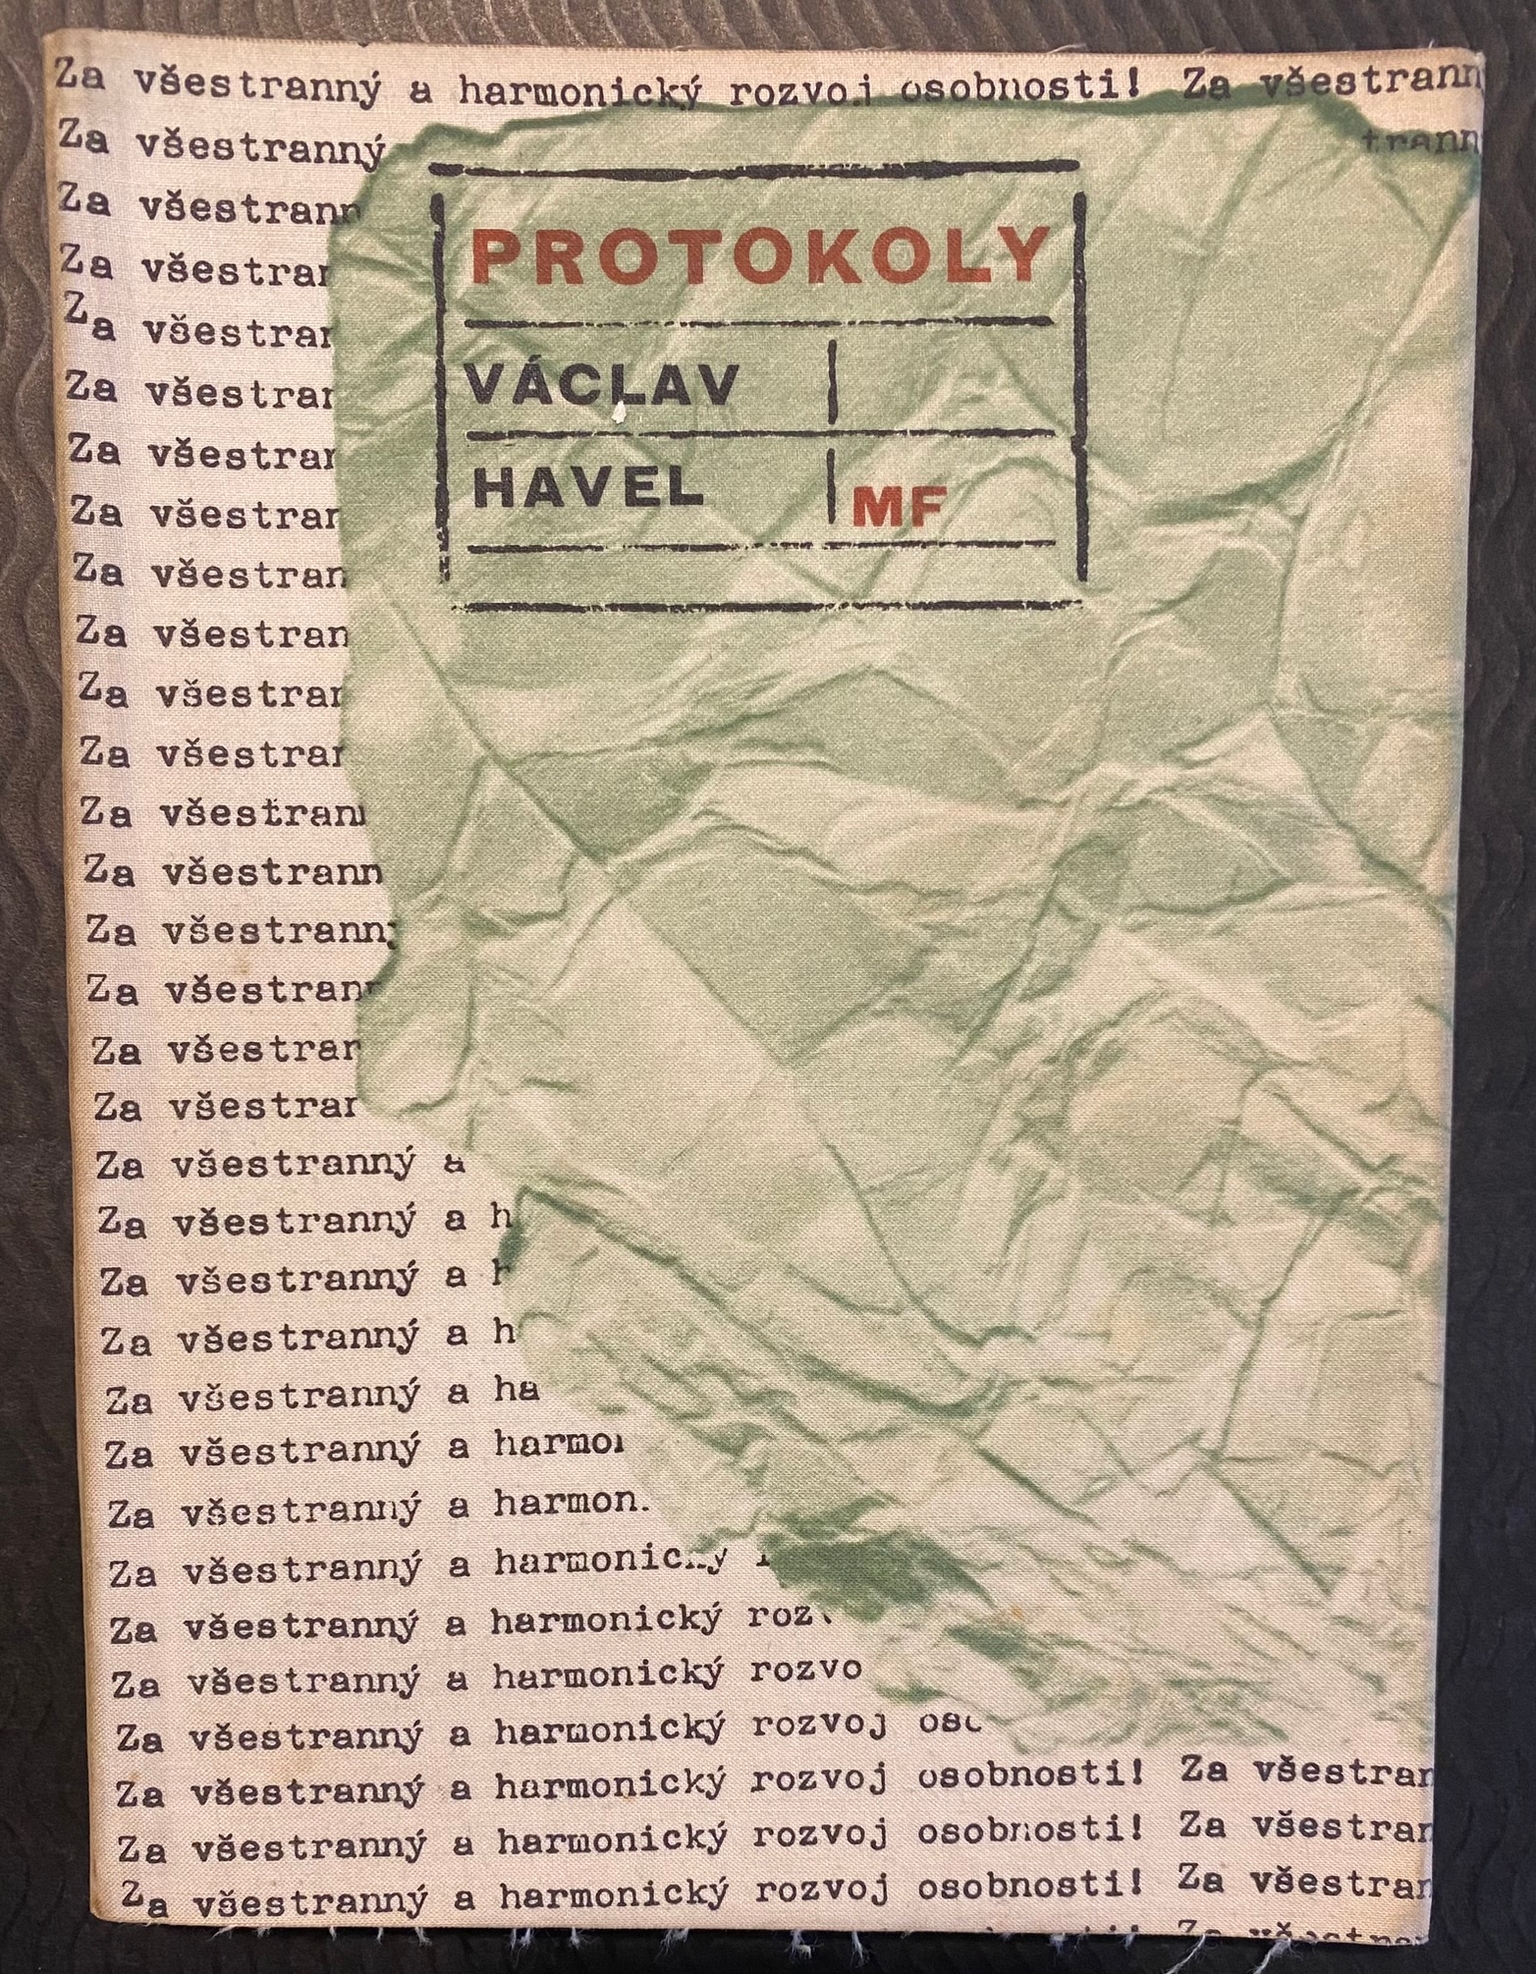 Za všestranný a harmonický rozvoj osobnosti! Za všestrann
Za všestranný trann
Za všestrann
Za všestran
Za všestran
Za všestran
Za všestran
Za všestran
Za všestran
Za všestran
Za všestran
Za všestran
Za všestrann
Za všestrann
Za všestranný
Za všestrann
Za všestran
Za všestran
Za všestranný a
Za všestranný a h
Za všestranný a h
Za všestranný a h
Za všestranný a ha
Za všestranný a harmo
Za všestranný a harmon
Za všestranný a harmonický
Za všestranný a harmonický roz
Za všestranný a harmonický rozvo
Za všestranný a harmonický rozvoj oso
Za všestranný a harmonický rozvoj osobnosti! Za všestran
Za všestranný a harmonický rozvoj osobnosti! Za všestran
Za všestranný a harmonický rozvoj osobnosti! Za všestran
PROTOKOLY
VÁCLAV
HAVEL
MF